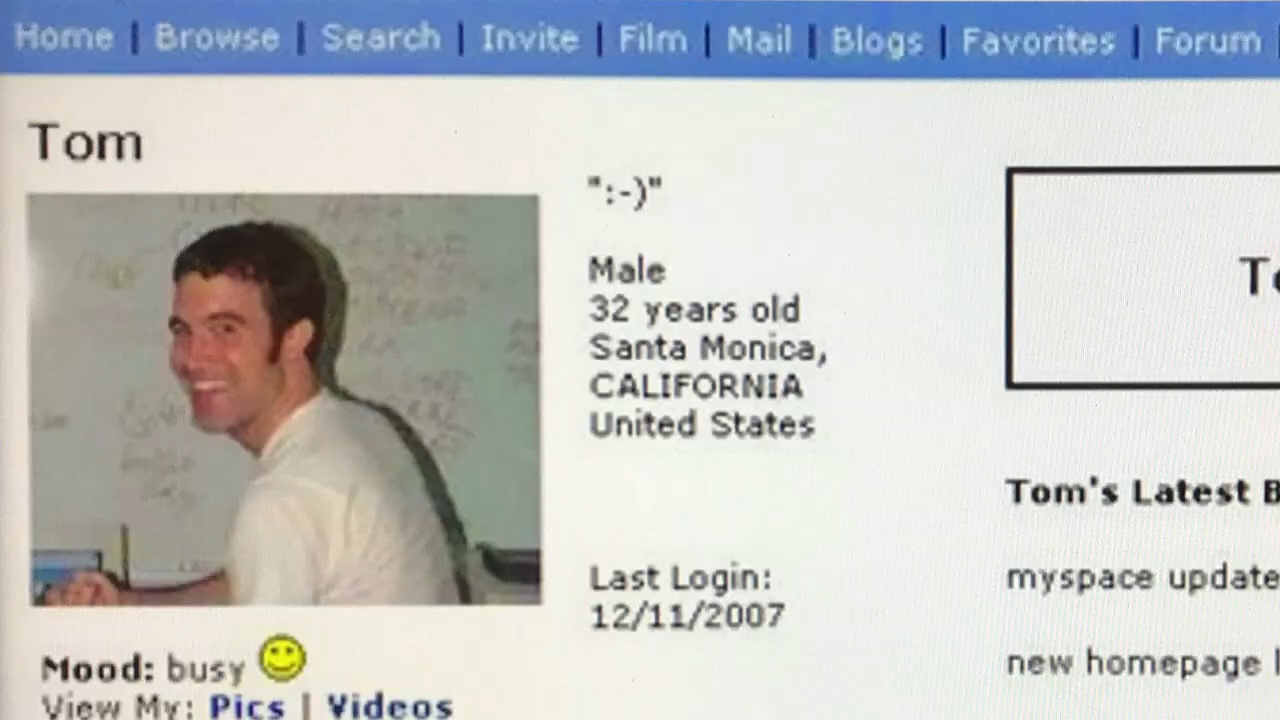 Home | Browse | Search | Invite | Film | Mail | Blogs | Favorites | Forum |
Tom
":-)"
Male
32 years old
Santa Monica,
CALIFORNIA
United States
Last Login:
12/11/2007
Mood: busy
View My: Pics | Videos
Tom's Latest B
myspace update
new homepage